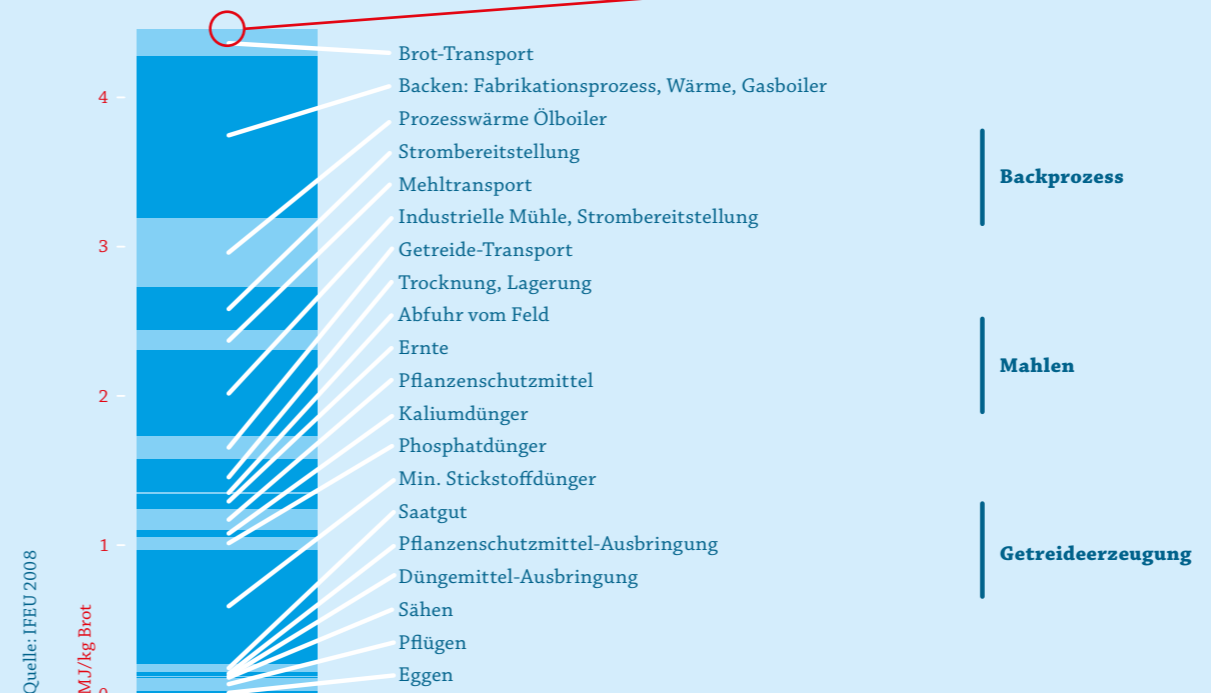 Brot-Transport
Backen: Fabrikationsprozess, Wärme, Gasboiler
Prozesswärme Ölboiler
Strombereitstellung
Mehltransport
Industrielle Mühle, Strombereitstellung
Getreide-Transport
Trocknung, Lagerung
Abfuhr vom Feld
Ernte
Pflanzenschutzmittel
Kaliumdünger
Phosphatdünger
Min. Stickstoffdünger
Saatgut
Pflanzenschutzmittel-Ausbringung
Düngemittel-Ausbringung
Sähen
Pflügen
Eggen
Backprozess
Mahlen
Getreideerzeugung
4
3
2
1
0
MJ/kg Brot
Quelle: IFEU 2008